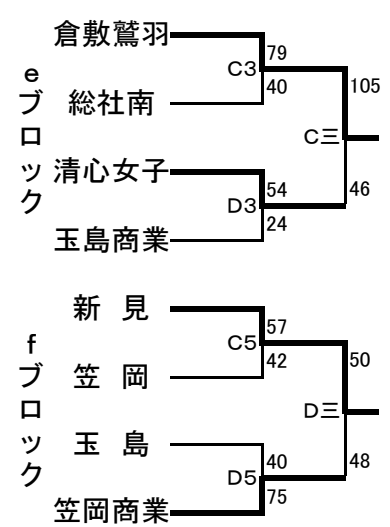 eブロック
倉敷鷲羽
総社南
清心女子
玉島商業
C3
79
40
D3
54
24
C三
105
46
fブロック
新 見
笠 岡
玉 島
笠岡商業
C5
57
42
D5
40
75
D三
50
48